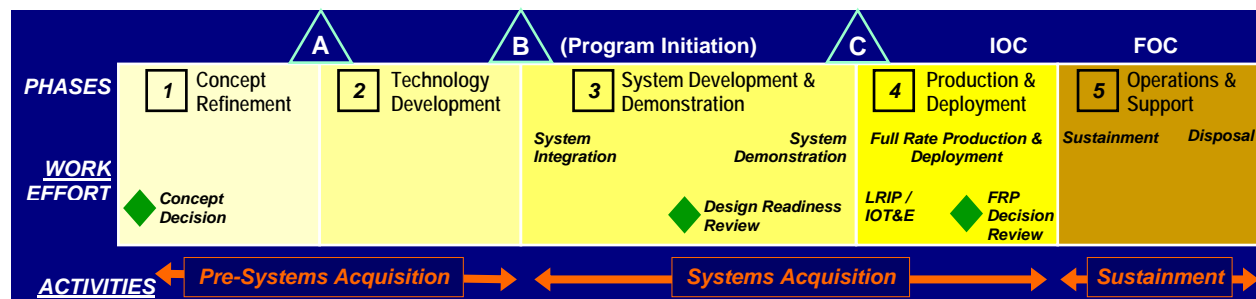 A
B
(Program Initiation)
C
IOC
FOC
PHASES
1
Concept
Refinement
2
Technology
Development
3
System Development &
Demonstration
4
Production &
Deployment
5
Operations &
Support
WORK
EFFORT
System
Integration
System
Demonstration
Full Rate Production &
Deployment
Sustainment
Disposal
Concept
Decision
Design Readiness
Review
LRIP /
IOT&E
FRP
Decision
Review
ACTIVITIES
Pre-Systems Acquisition
Systems Acquisition
Sustainment